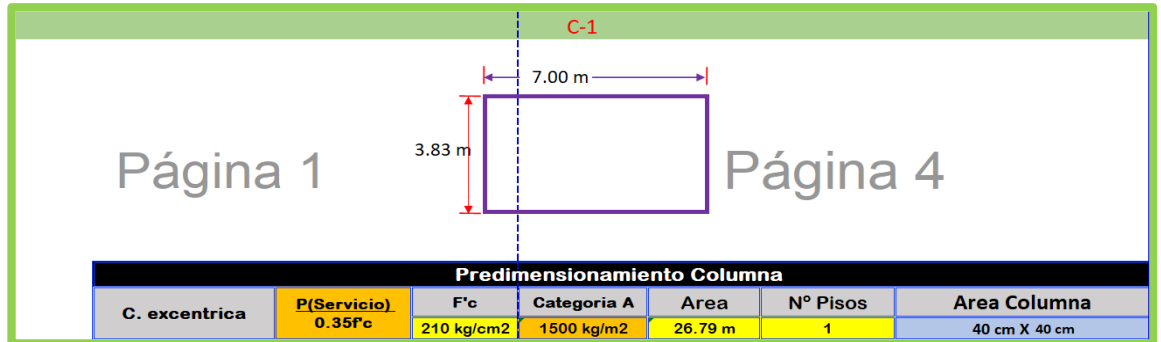 C-1
7.00 m
3.83 m
Página 1
Página 4
Predimensionamiento Columna
C. excentrica P(Servicio) F'c Categoria A Area Nº Pisos Area Columna
0.35f'c 210 kg/cm2 1500 kg/m2 26.79 m 1 40 cm X 40 cm